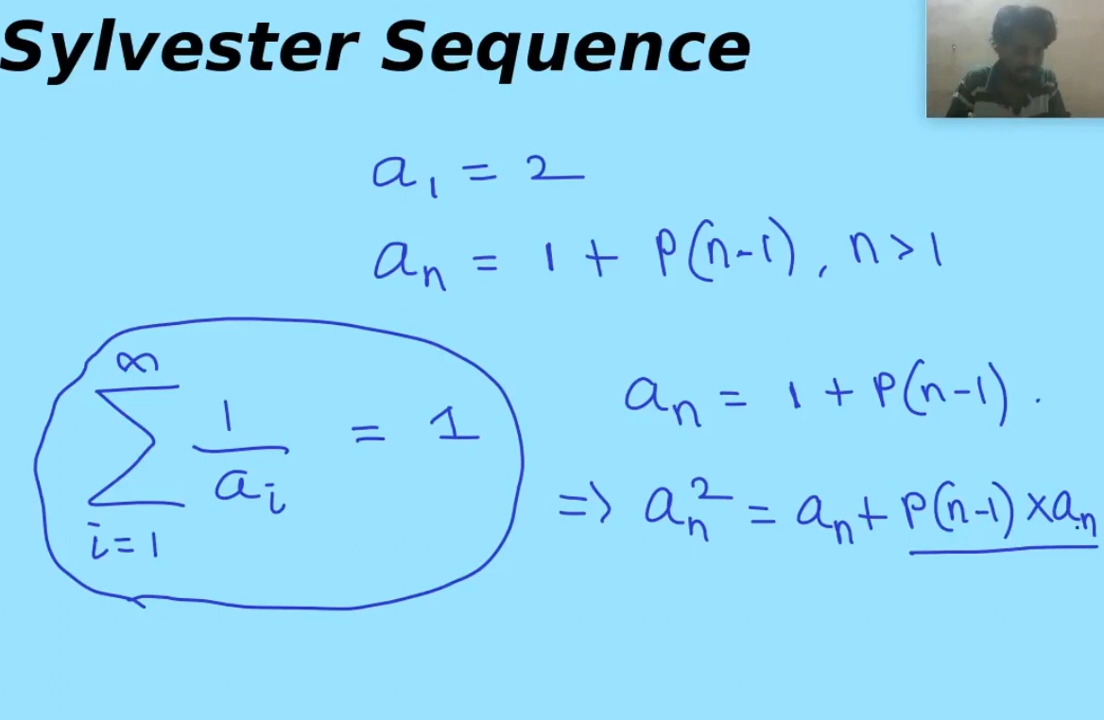 Sylvester Sequence
a₁ = 2
aₙ = 1 + P(n-1), n > 1
∞
∑ 1/aᵢ = 1
i = 1
aₙ = 1 + P(n-1).
⇒ aₙ² = aₙ + P(n-1) × aₙ